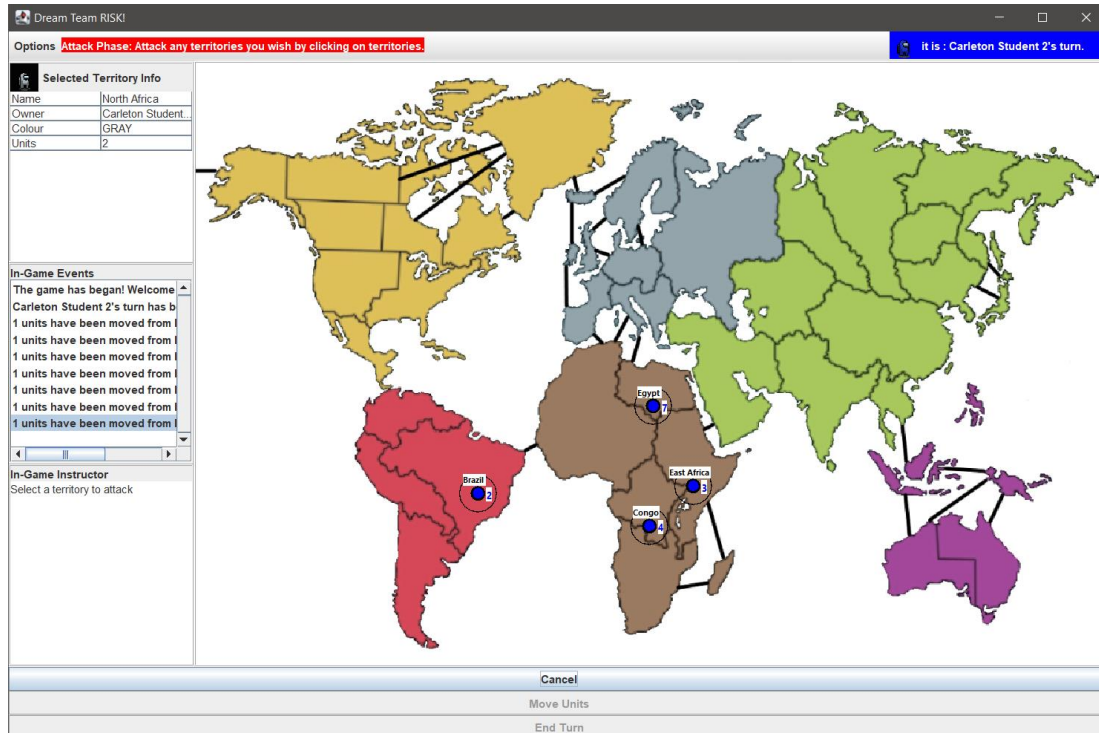 Dream Team RISK!
Options Attack Phase: Attack any territories you wish by clicking on territories.
it is : Carleton Student 2's turn.
Selected Territory Info
Name North Africa
Owner Carleton Student...
Colour GRAY
Units 2
In-Game Events
The game has began! Welcome
Carleton Student 2's turn has b
1 units have been moved from
1 units have been moved from
1 units have been moved from
1 units have been moved from
1 units have been moved from
1 units have been moved from
1 units have been moved from
In-Game Instructor
Select a territory to attack
Egypt
7
East Africa
3
Brazil
2
Congo
4
Cancel
Move Units
End Turn